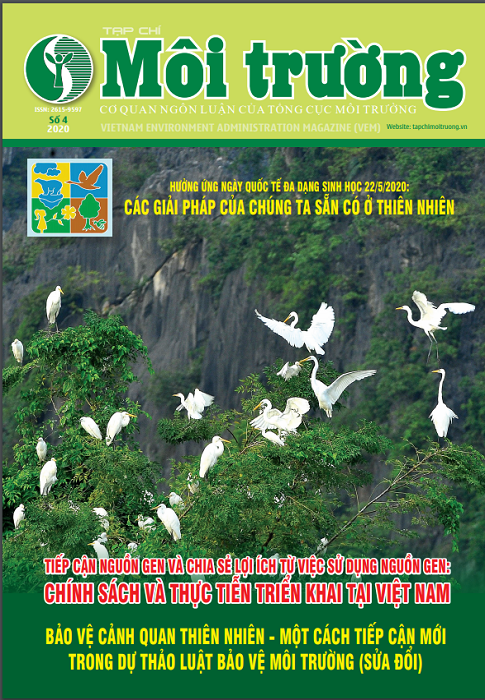 TẠP CHÍ
Môi trường
ISSN: 2615-9597
CƠ QUAN NGÔN LUẬN CỦA TỔNG CỤC MÔI TRƯỜNG
Số 4
2020
VIETNAM ENVIRONMENT ADMINISTRATION MAGAZINE (VEM)
Website: tapchimoitruong.vn
HƯỞNG ỨNG NGÀY QUỐC TẾ ĐA DẠNG SINH HỌC 22/5/2020:
CÁC GIẢI PHÁP CỦA CHÚNG TA SẴN CÓ Ở THIÊN NHIÊN
TIẾP CẬN NGUỒN GEN VÀ CHIA SẺ LỢI ÍCH TỪ VIỆC SỬ DỤNG NGUỒN GEN:
CHÍNH SÁCH VÀ THỰC TIỄN TRIỂN KHAI TẠI VIỆT NAM
BẢO VỆ CẢNH QUAN THIÊN NHIÊN - MỘT CÁCH TIẾP CẬN MỚI
TRONG DỰ THẢO LUẬT BẢO VỆ MÔI TRƯỜNG (SỬA ĐỔI)